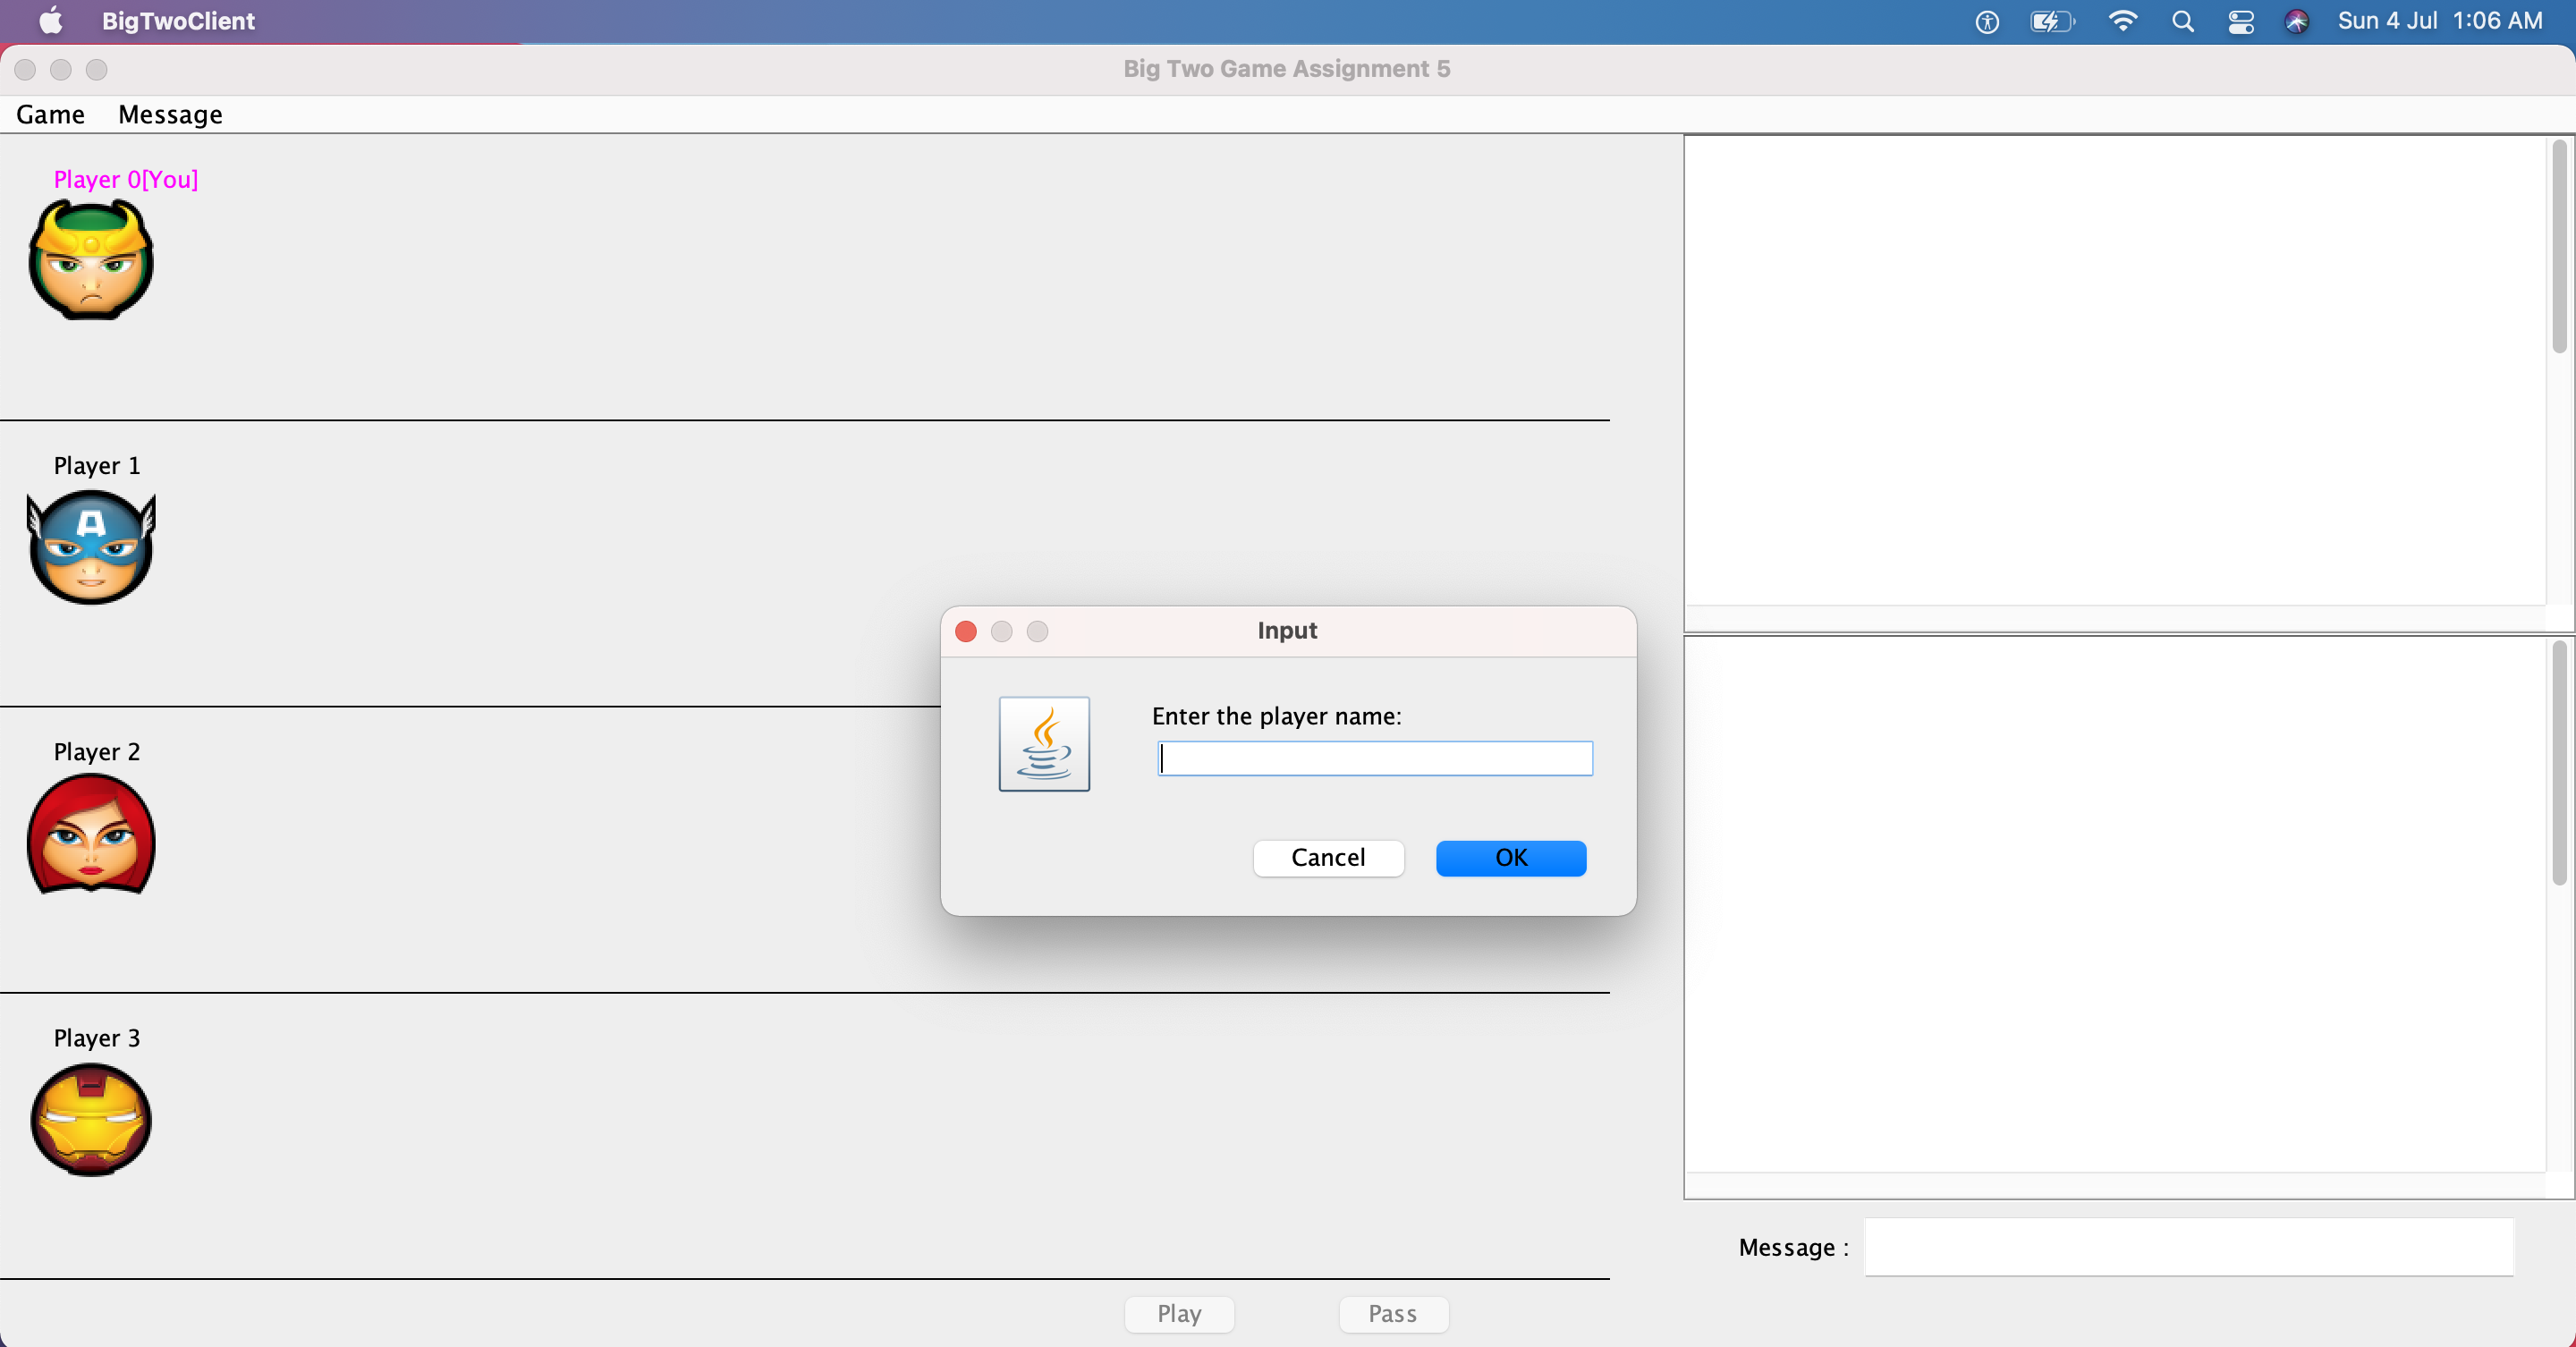 BigTwoClient
Sun 4 Jul 1:06 AM
Big Two Game Assignment 5
Game Message
Player 0[You]
Player 1
A
Input
Enter the player name:
Cancel OK
Player 2
Player 3
Message :
Play Pass